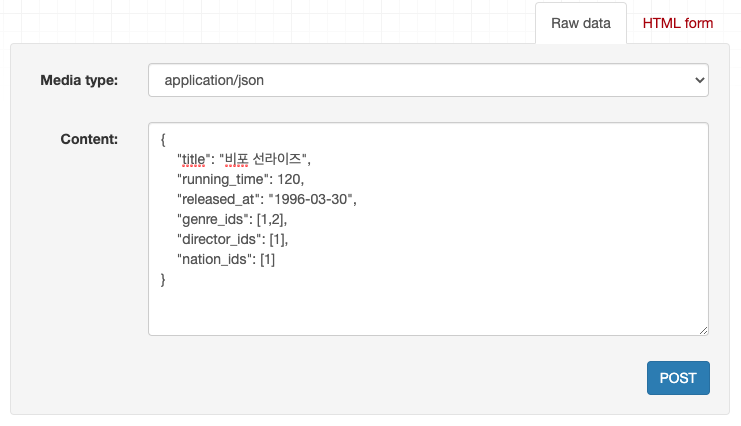 Raw data
HTML form
Media type:
application/json
Content:
{
"title": "비포 선라이즈",
"running_time": 120,
"released_at": "1996-03-30",
"genre_ids": [1,2],
"director_ids": [1],
"nation_ids": [1]
}
POST